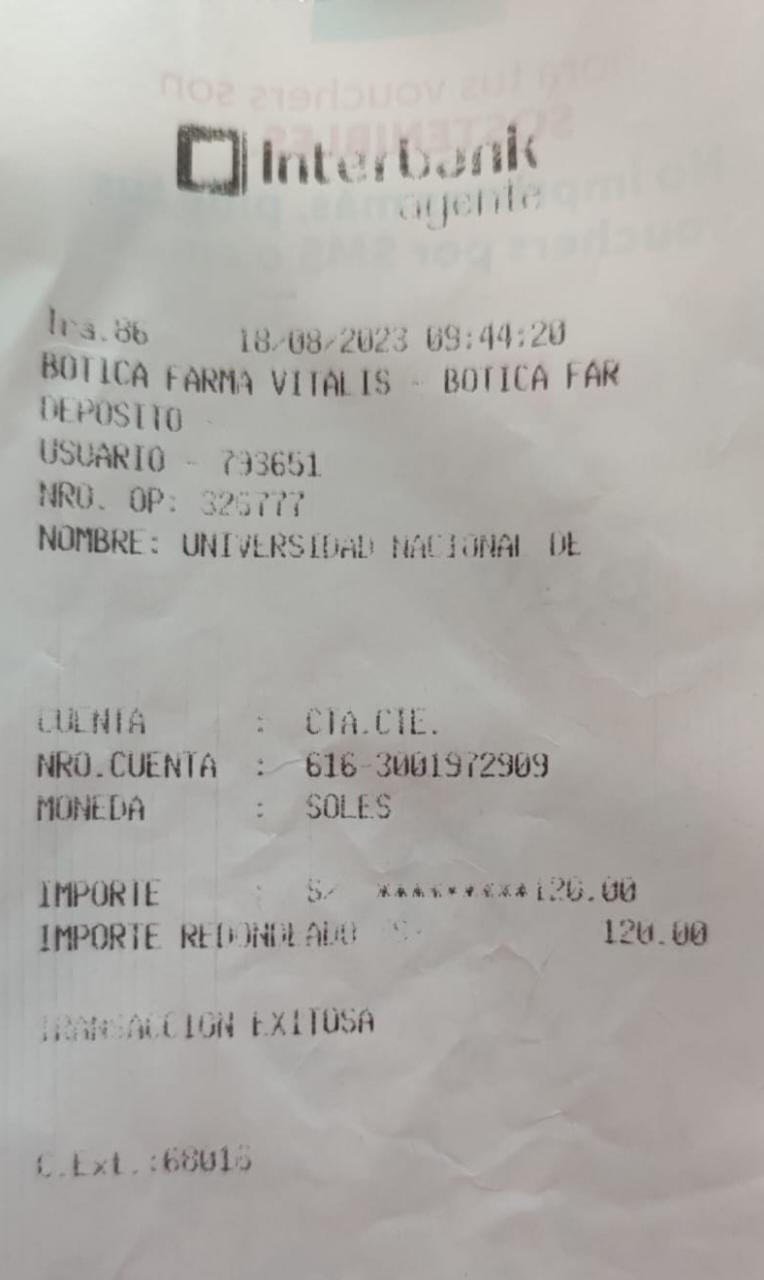 Interbank
agente
Trs.86 18/08/2023 09:44:20
BOTICA FARMA VITALIS - BOTICA FAR
DEPOSITO
USUARIO - 793651
NRO. OP: 326777
NOMBRE: UNIVERSIDAD NACIONAL DE
CUENTA : CTA.CTE.
NRO.CUENTA : 616-3001972909
MONEDA : SOLES
IMPORTE : S/ *********120.00
IMPORTE REDONDEADO S/ 120.00
TRANSACCION EXITOSA
C.Ext.:68016